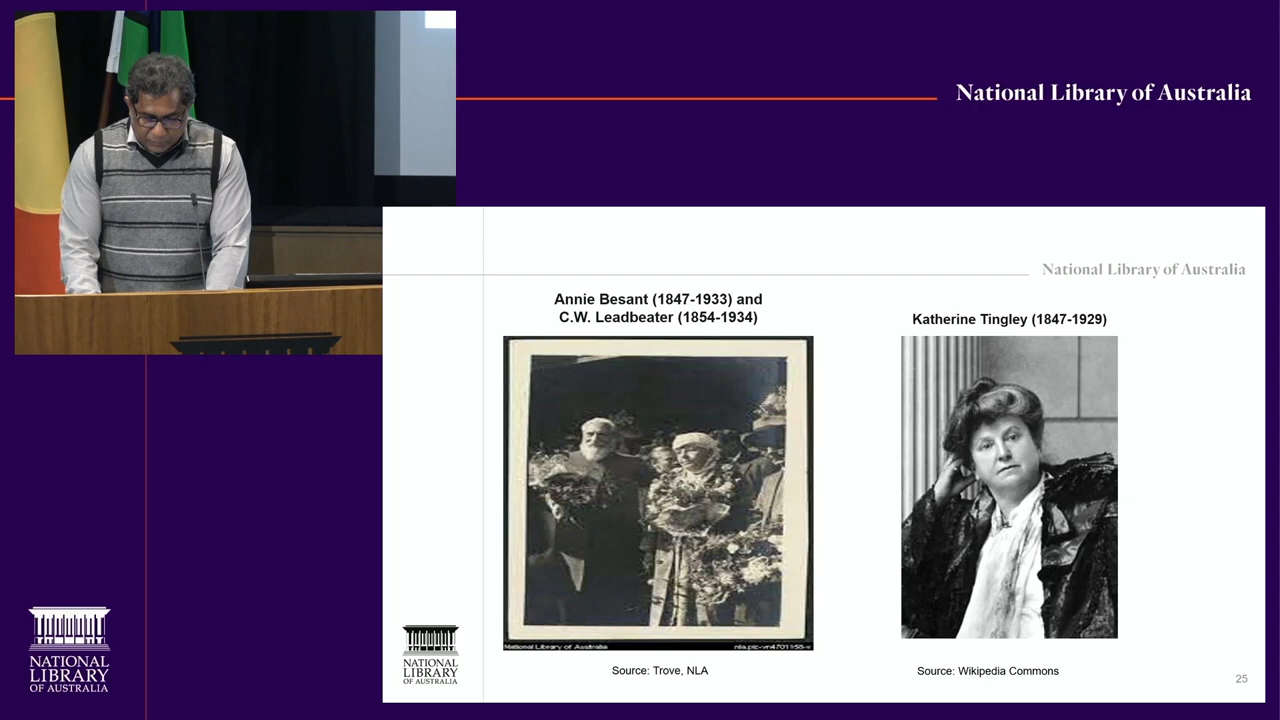 National Library of Australia
National Library of Australia
Annie Besant (1847-1933) and
C.W. Leadbeater (1854-1934)
Katherine Tingley (1847-1929)
National Library of Australia
Source: Trove, NLA
Source: Wikipedia Commons
25
NATIONAL
LIBRARY
OF AUSTRALIA
NATIONAL
LIBRARY
OF AUSTRALIA